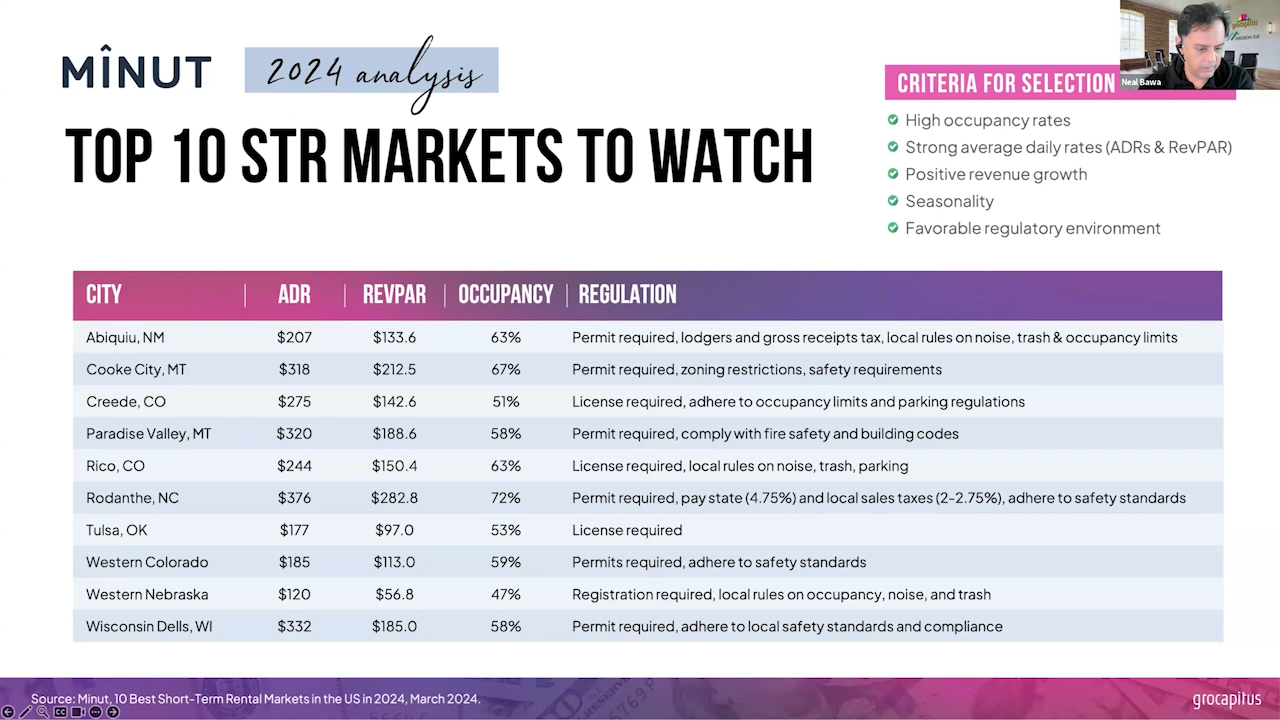 MÎNUT
2024 analysis
TOP 10 STR MARKETS TO WATCH
CRITERIA FOR SELECTION
High occupancy rates
Strong average daily rates (ADRs & RevPAR)
Positive revenue growth
Seasonality
Favorable regulatory environment
grocapitus
MISSION 10K
Neal Bawa
CITY ADR REVPAR OCCUPANCY REGULATION
Abiquiu, NM $207 $133.6 63% Permit required, lodgers and gross receipts tax, local rules on noise, trash & occupancy limits
Cooke City, MT $318 $212.5 67% Permit required, zoning restrictions, safety requirements
Creede, CO $275 $142.6 51% License required, adhere to occupancy limits and parking regulations
Paradise Valley, MT $320 $188.6 58% Permit required, comply with fire safety and building codes
Rico, CO $244 $150.4 63% License required, local rules on noise, trash, parking
Rodanthe, NC $376 $282.8 72% Permit required, pay state (4.75%) and local sales taxes (2-2.75%), adhere to safety standards
Tulsa, OK $177 $97.0 53% License required
Western Colorado $185 $113.0 59% Permits required, adhere to safety standards
Western Nebraska $120 $56.8 47% Registration required, local rules on occupancy, noise, and trash
Wisconsin Dells, WI $332 $185.0 58% Permit required, adhere to local safety standards and compliance
Source: Minut, 10 Best Short-Term Rental Markets in the US in 2024, March 2024.
grocapitus